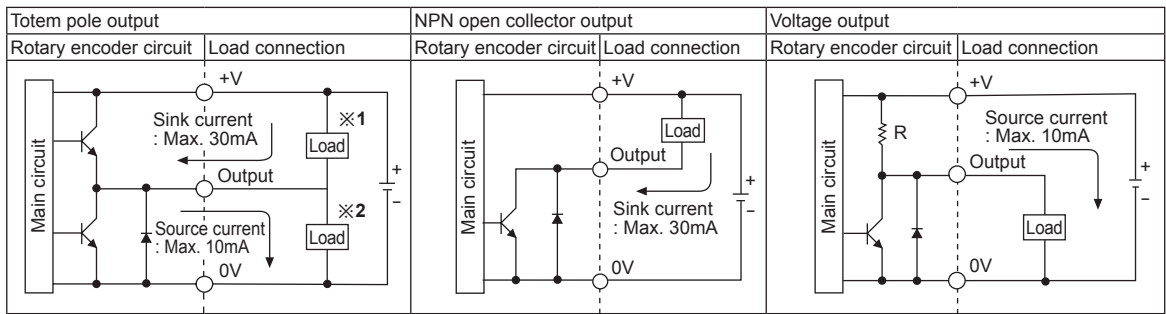 Totem pole output
Rotary encoder circuit
Load connection
Main circuit
+V
Sink current
: Max. 30mA
※1
Load
Output
+
−
Source current
: Max. 10mA
※2
Load
0V
NPN open collector output
Rotary encoder circuit
Load connection
Main circuit
+V
Load
Output
Sink current
: Max. 30mA
+
−
0V
Voltage output
Rotary encoder circuit
Load connection
Main circuit
+V
R
Source current
: Max. 10mA
Output
Load
+
−
0V